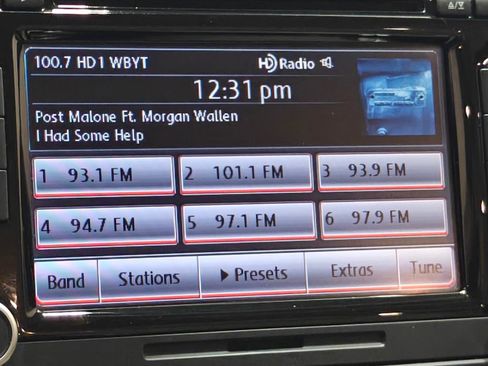 100.7 HD1 WBYT HD Radio
12:31 pm
Post Malone Ft. Morgan Wallen
I Had Some Help
1 93.1 FM 2 101.1 FM 3 93.9 FM
4 94.7 FM 5 97.1 FM 6 97.9 FM
Band Stations Presets Extras Tune